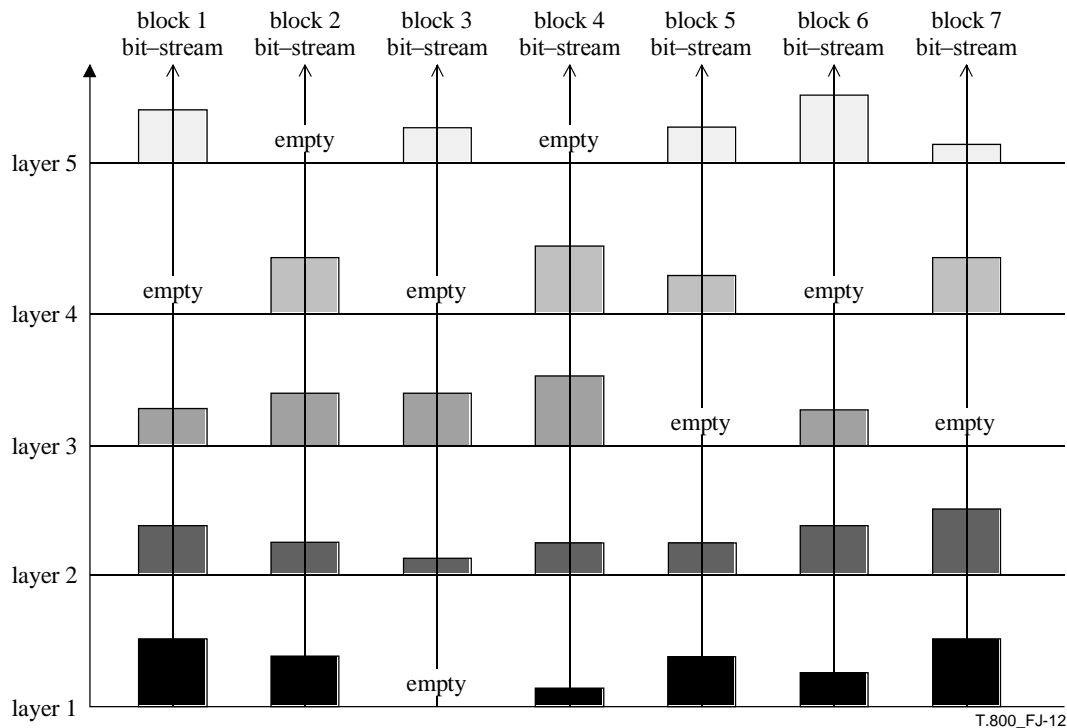 block 1 block 2 block 3 block 4 block 5 block 6 block 7
bit–stream bit–stream bit–stream bit–stream bit–stream bit–stream bit–stream
empty empty
layer 5
empty empty empty
layer 4
empty empty
layer 3
layer 2
empty
layer 1
T.800_FJ-12